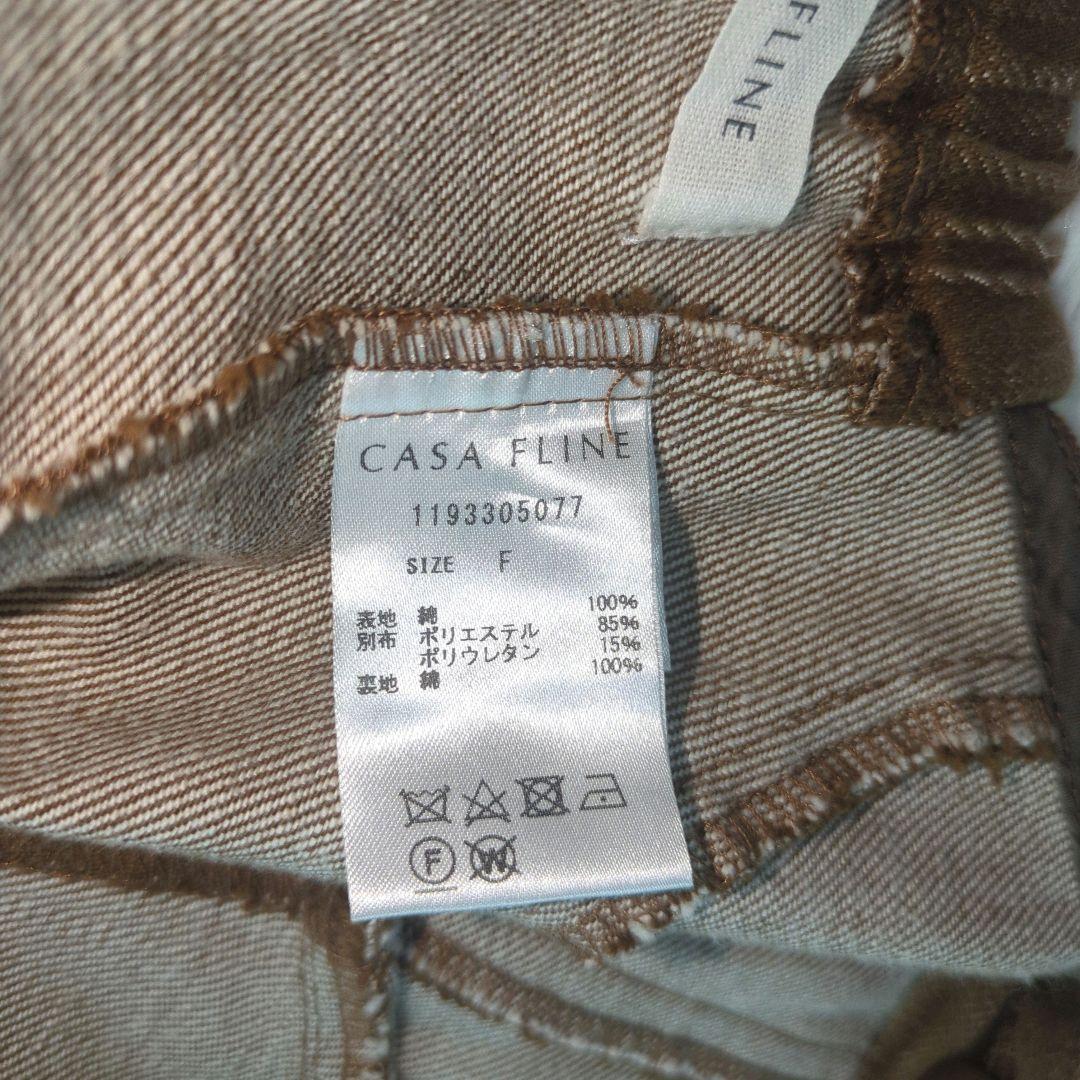 FLINE
CASA FLINE
1193305077
SIZE F
表地 綿 100%
別布 ポリエステル 85%
ポリウレタン 15%
裏地 綿 100%
F W